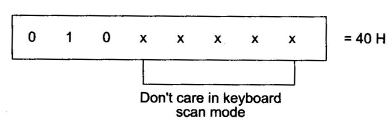 0 1 0 x x x x x = 40 H
Don't care in keyboard
scan mode